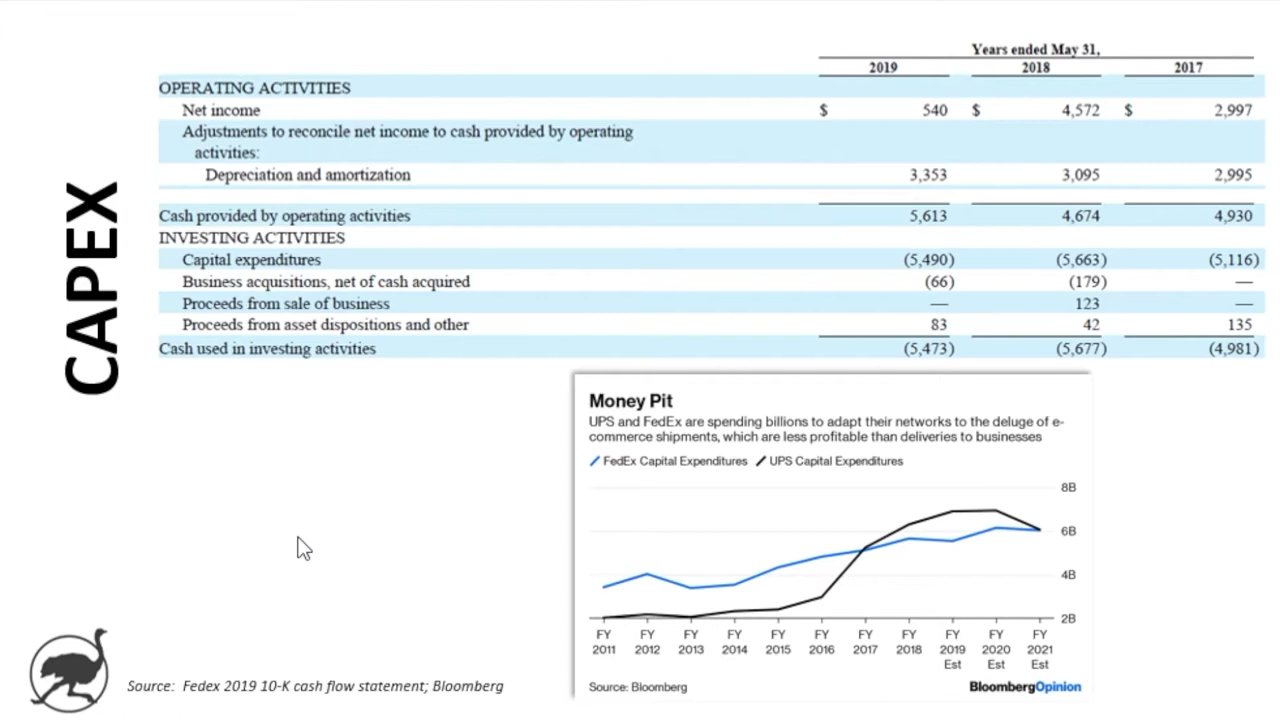 CAPEX
Years ended May 31,
2019 2018 2017
OPERATING ACTIVITIES
Net income $ 540 $ 4,572 $ 2,997
Adjustments to reconcile net income to cash provided by operating
activities:
Depreciation and amortization 3,353 3,095 2,995
Cash provided by operating activities 5,613 4,674 4,930
INVESTING ACTIVITIES
Capital expenditures (5,490) (5,663) (5,116)
Business acquisitions, net of cash acquired (66) (179) —
Proceeds from sale of business — 123 —
Proceeds from asset dispositions and other 83 42 135
Cash used in investing activities (5,473) (5,677) (4,981)
Money Pit
UPS and FedEx are spending billions to adapt their networks to the deluge of e-
commerce shipments, which are less profitable than deliveries to businesses
FedEx Capital Expenditures UPS Capital Expenditures
8B
6B
4B
2B
FY FY FY FY FY FY FY FY FY FY FY
2011 2012 2013 2014 2015 2016 2017 2018 2019 2020 2021
Est Est Est
Source: Bloomberg BloombergOpinion
Source: Fedex 2019 10-K cash flow statement; Bloomberg